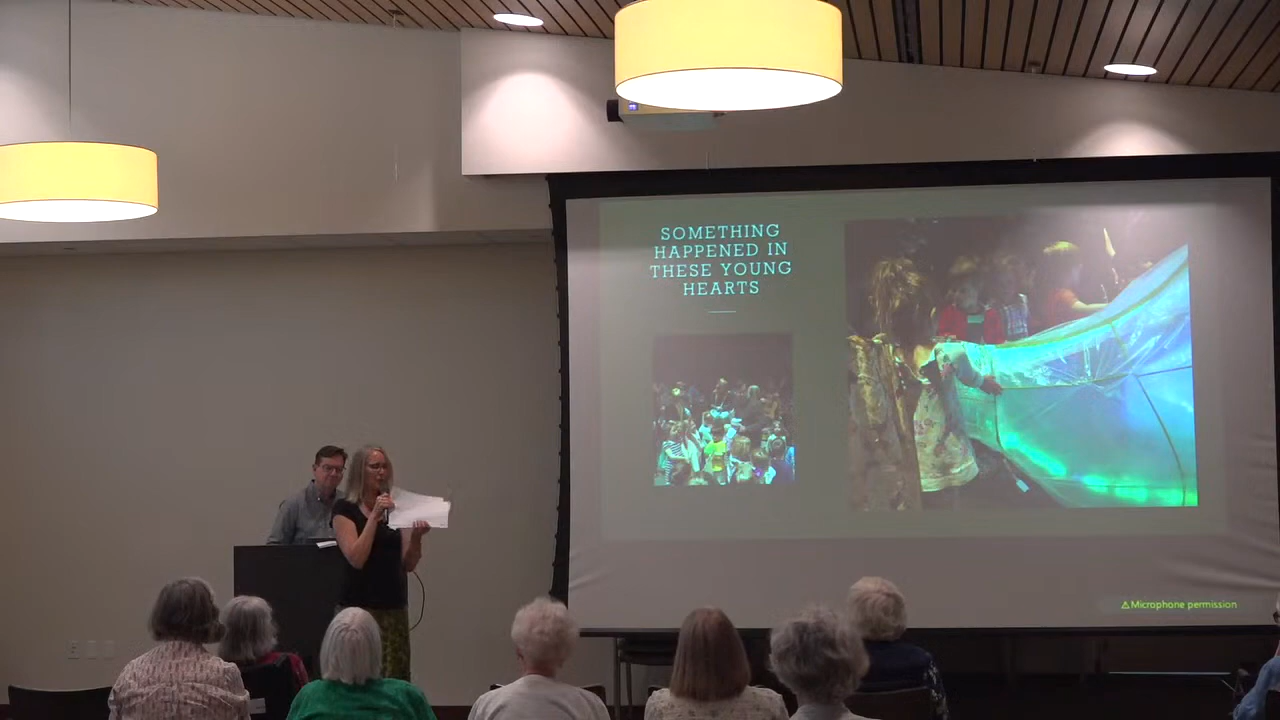 SOMETHING
HAPPENED IN
THESE YOUNG
HEARTS
⚠Microphone permission